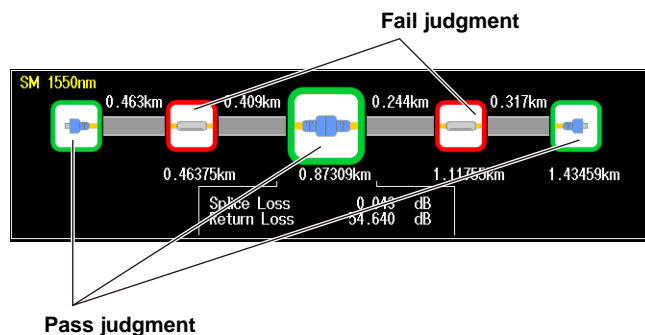 Fail judgment
SM 1550nm
0.463km 0.409km 0.244km 0.317km
0.46375km 0.87309km 1.11755km 1.43459km
Splice Loss 0.043 dB
Return Loss 54.640 dB
Pass judgment